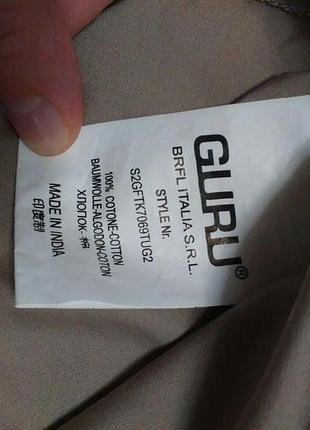 GURU®
BRFL ITALIA S.R.L.
STYLE Nr.
S2GFTK7069TUG2
100% COTONE-COTTON
BAUMWOLLE-ALGODON-COTON
ХЛОПОК-棉
MADE IN INDIA
印度制